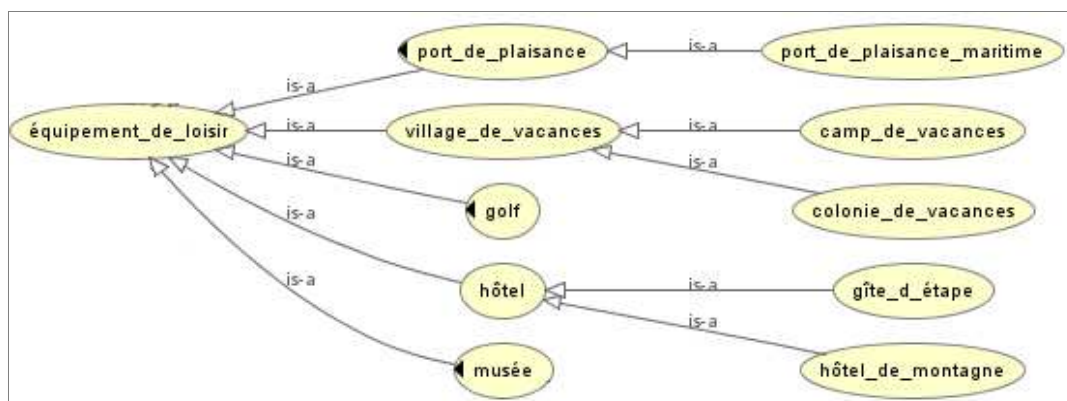 port_de_plaisance
is-a
port_de_plaisance_maritime
is-a
équipement_de_loisir
is-a
village_de_vacances
is-a
camp_de_vacances
is-a
is-a
golf
colonie_de_vacances
is-a
hôtel
is-a
gîte_d_étape
is-a
is-a
musée
hôtel_de_montagne